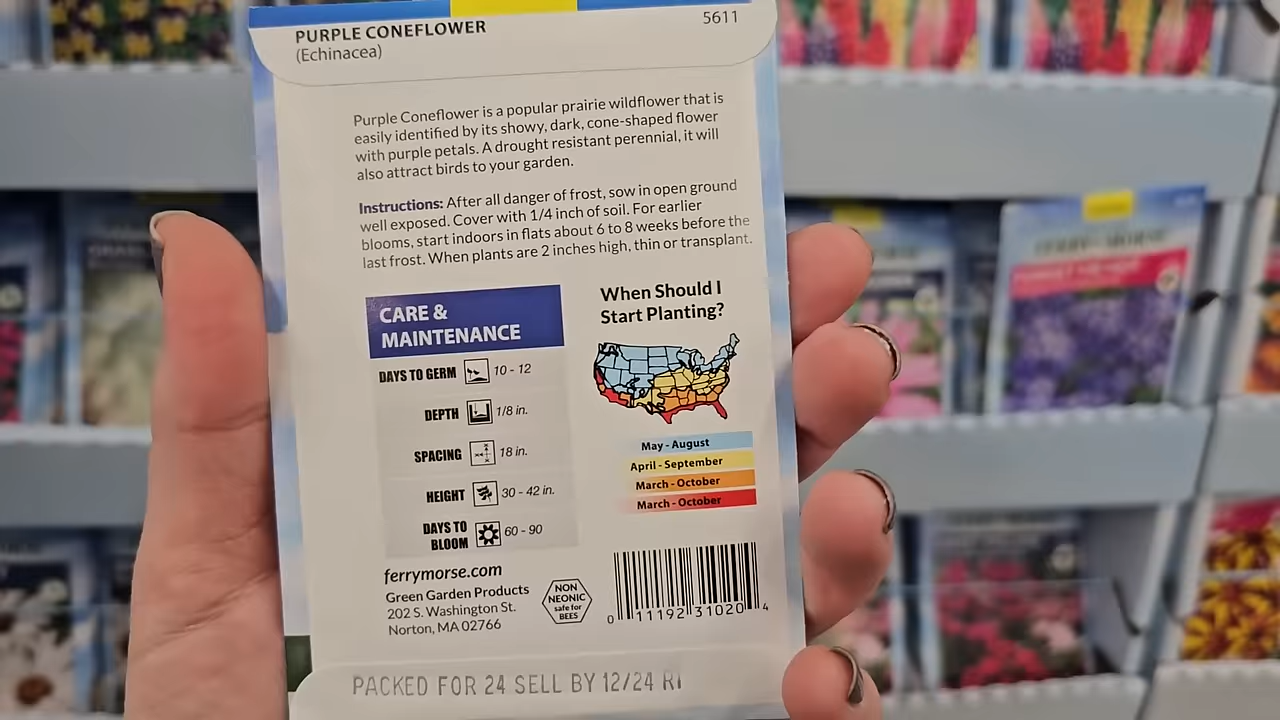 PURPLE CONEFLOWER
5611
(Echinacea)
Purple Coneflower is a popular prairie wildflower that is
easily identified by its showy, dark, cone-shaped flower
with purple petals. A drought resistant perennial, it will
also attract birds to your garden.
Instructions: After all danger of frost, sow in open ground
well exposed. Cover with 1/4 inch of soil. For earlier
blooms, start indoors in flats about 6 to 8 weeks before the
last frost. When plants are 2 inches high, thin or transplant.
CARE &
MAINTENANCE
DAYS TO GERM 10 - 12
DEPTH 1/8 in.
SPACING 18 in.
HEIGHT 30 - 42 in.
DAYS TO
BLOOM 60 - 90
When Should I
Start Planting?
May - August
April - September
March - October
March - October
ferrymorse.com
Green Garden Products
202 S. Washington St.
Norton, MA 02766
NON
NEONIC
safe for
BEES
0 11192 31020 4
PACKED FOR 24 SELL BY 12/24